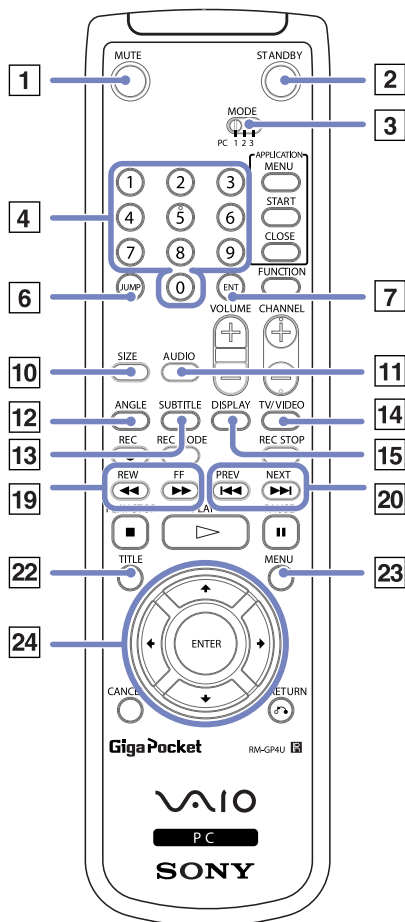 MUTE STANDBY
1 2
MODE
3
PC 1 2 3
APPLICATION
MENU
4 1 2 3
START
4 5 6
CLOSE
7 8 9
FUNCTION
6 JUMP 0 ENT 7
VOLUME CHANNEL
SIZE AUDIO
10 11
ANGLE SUBTITLE DISPLAY TV/VIDEO
12 14
13 REC REC STOP 15
REW FF PREV NEXT
19 20
TITLE MENU
22 23
24 ENTER
CANCEL RETURN
GigaPocket RM-GP4U R
VAIO
PC
SONY